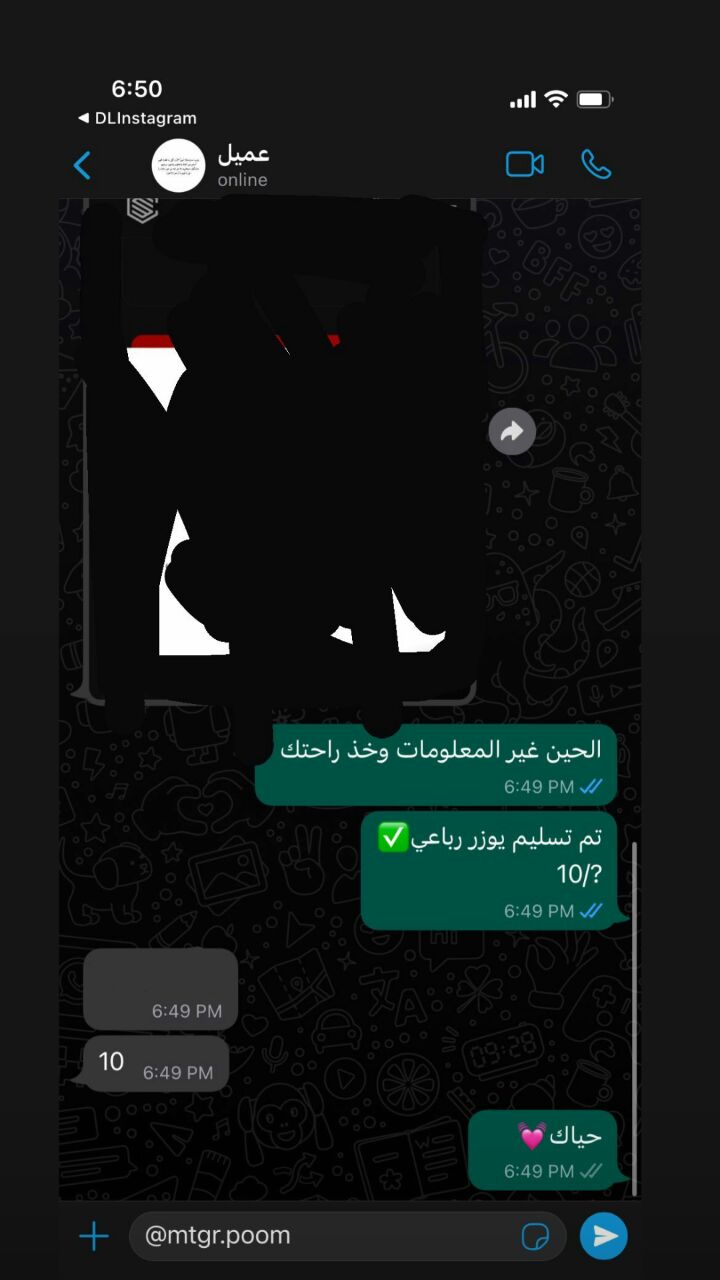 6:50
◀ DLInstagram
عميل
online
الحين غير المعلومات وخذ راحتك
6:49 PM
تم تسليم يوزر رباعي✅
10/?
6:49 PM
6:49 PM
10
6:49 PM
حياك💓
6:49 PM
@mtgr.poom